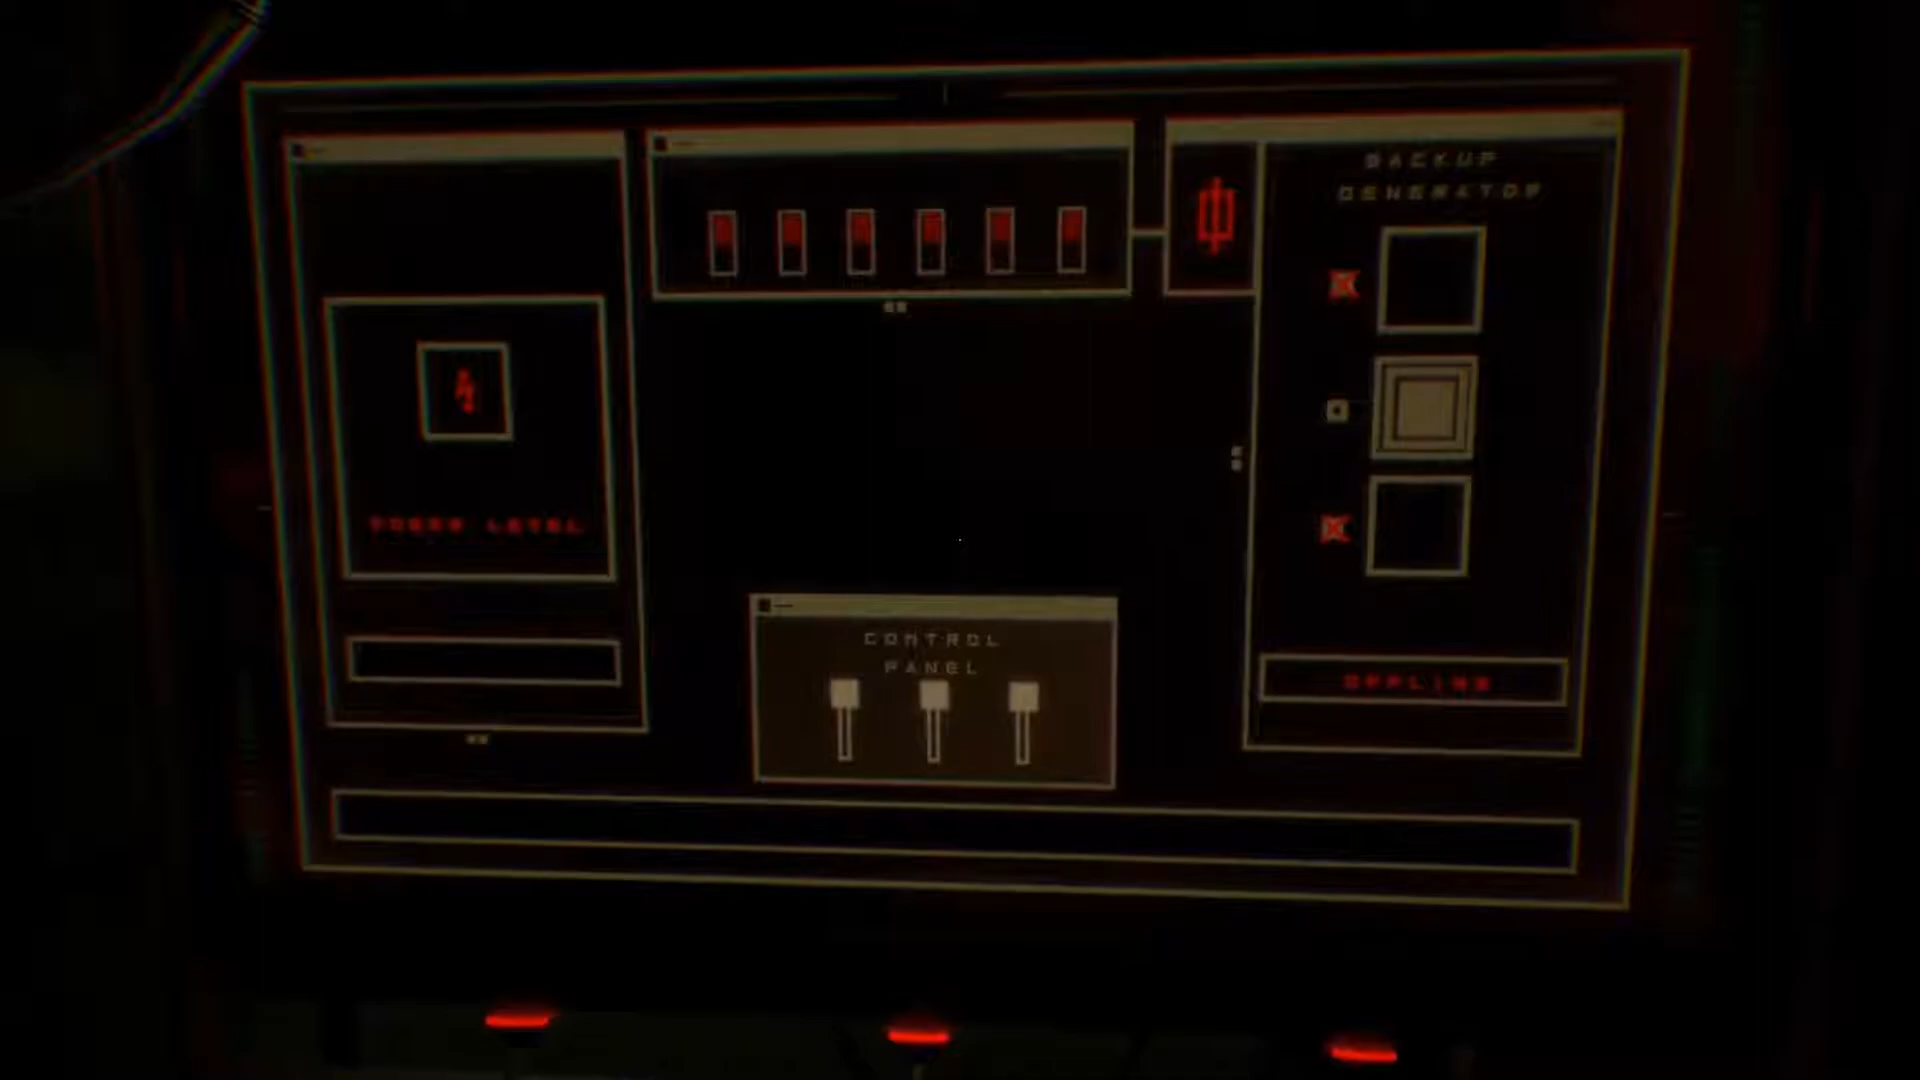 BACKUP
GENERATOR
POWER LEVEL
CONTROL
PANEL
OFFLINE